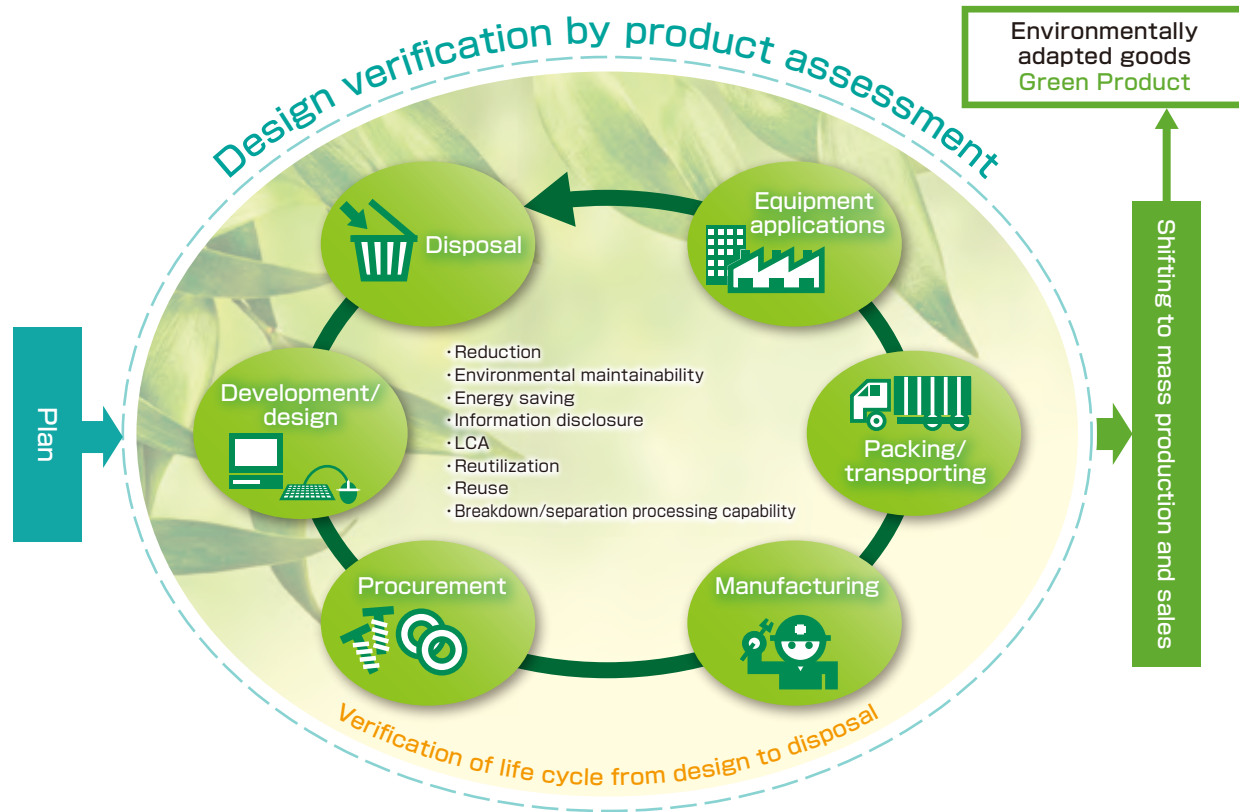 Design verification by product assessment
Environmentally
adapted goods
Green Product
Plan
Disposal
Equipment
applications
Development/
design
・Reduction
・Environmental maintainability
・Energy saving
・Information disclosure
・LCA
・Reutilization
・Reuse
・Breakdown/separation processing capability
Packing/
transporting
Procurement
Manufacturing
Verification of life cycle from design to disposal
Shifting to mass production and sales